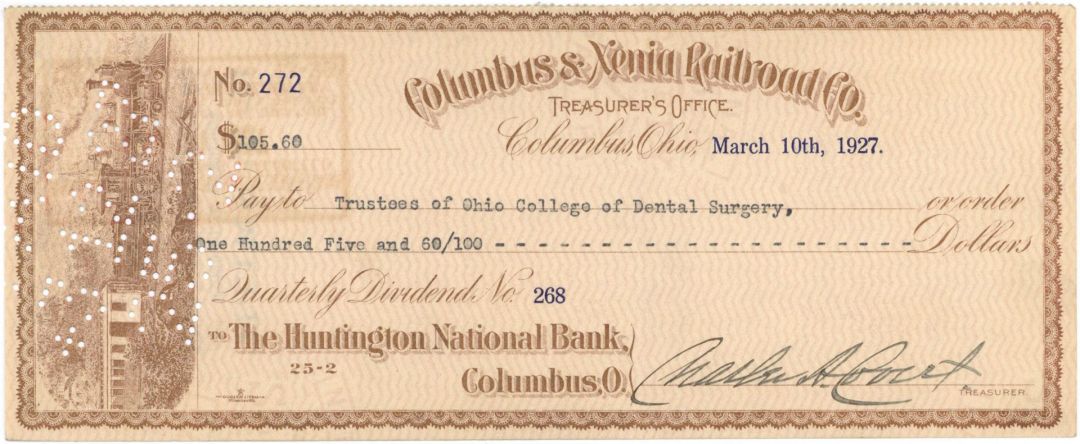 No. 272
Columbus & Xenia Railroad Co.
TREASURER'S OFFICE.
$105.60
Columbus, Ohio, March 10th, 1927.
Pay to Trustees of Ohio College of Dental Surgery, or order
One Hundred Five and 60/100 - - - - - - - - - - - - - - - - - - - - - - - - Dollars
Quarterly Dividend No. 268
TO The Huntington National Bank,
25-2
Columbus, O.
TREASURER.